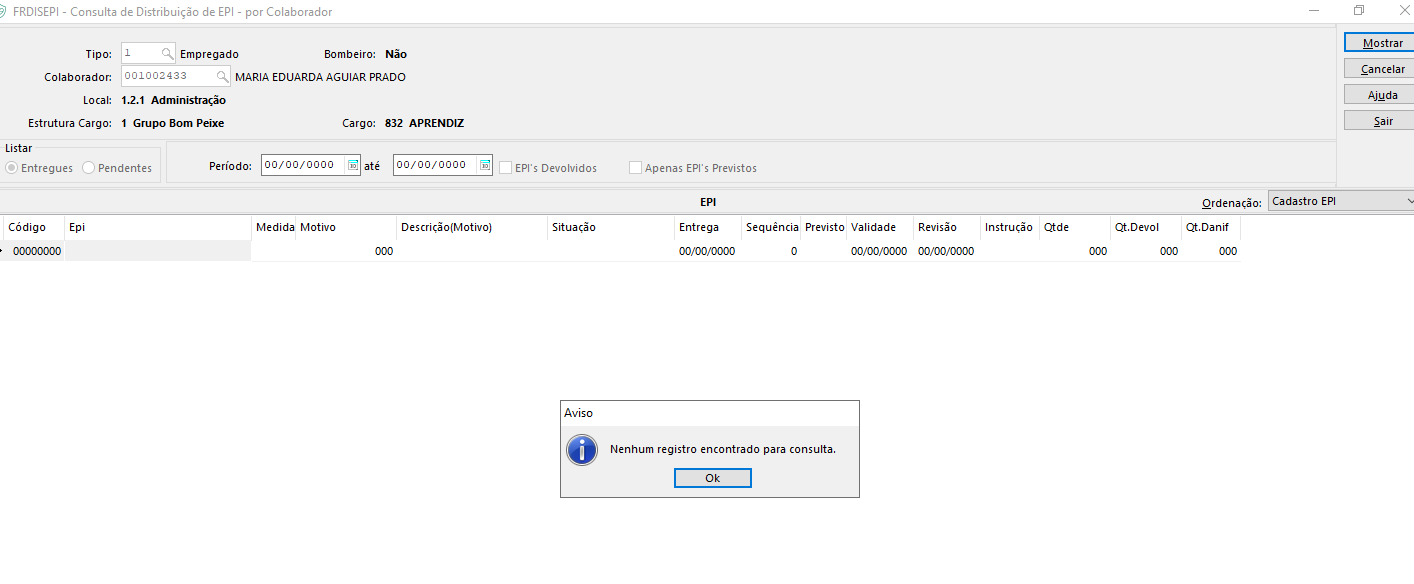 FRDISEPI - Consulta de Distribuição de EPI - por Colaborador
Tipo: 1 Empregado Bombeiro: Não Mostrar
Colaborador: 001002433 MARIA EDUARDA AGUIAR PRADO Cancelar
Local: 1.2.1 Administração Ajuda
Estrutura Cargo: 1 Grupo Bom Peixe Cargo: 832 APRENDIZ Sair
Listar
Entregues Pendentes Período: 00/00/0000 até 00/00/0000 EPI's Devolvidos Apenas EPI's Previstos
EPI Ordenação: Cadastro EPI
Código Epi Medida Motivo Descrição(Motivo) Situação Entrega Sequência Previsto Validade Revisão Instrução Qtde Qt.Devol Qt.Danif
00000000 000 00/00/0000 0 00/00/0000 00/00/0000 000 000 000
Aviso
Nenhum registro encontrado para consulta.
Ok